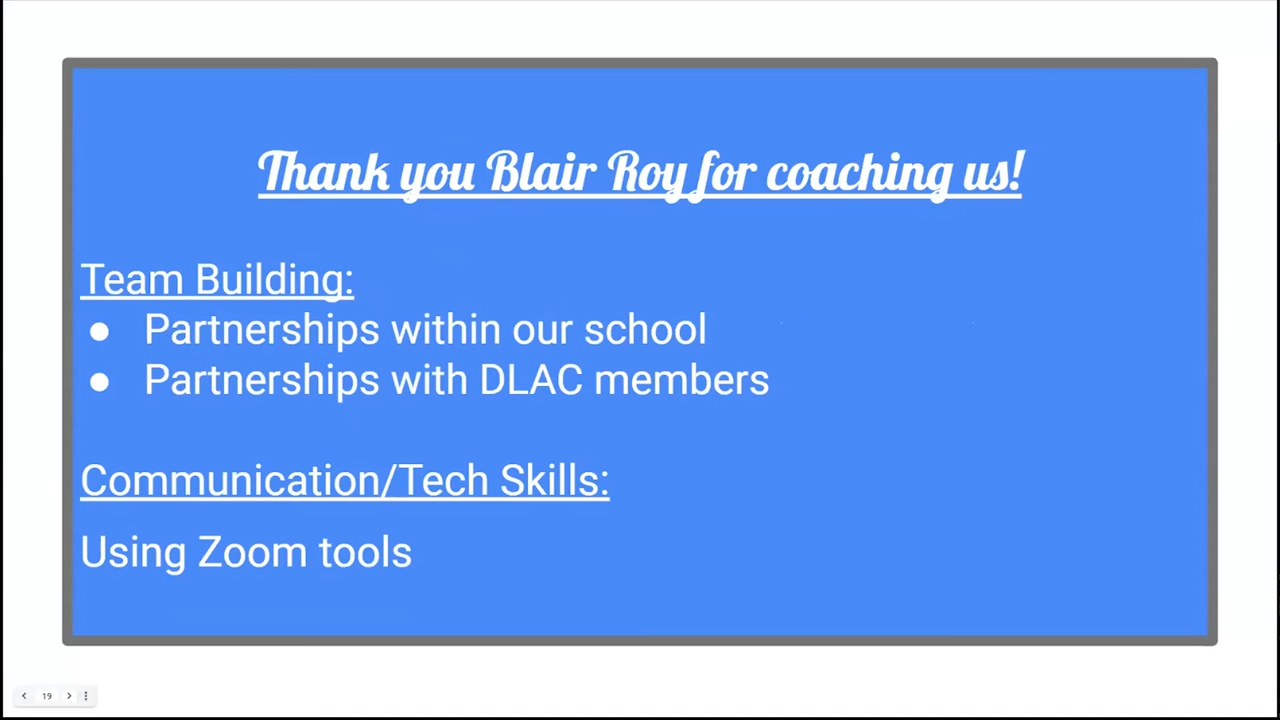 Thank you Blair Roy for coaching us!
Team Building:
● Partnerships within our school
● Partnerships with DLAC members
Communication/Tech Skills:
Using Zoom tools
19